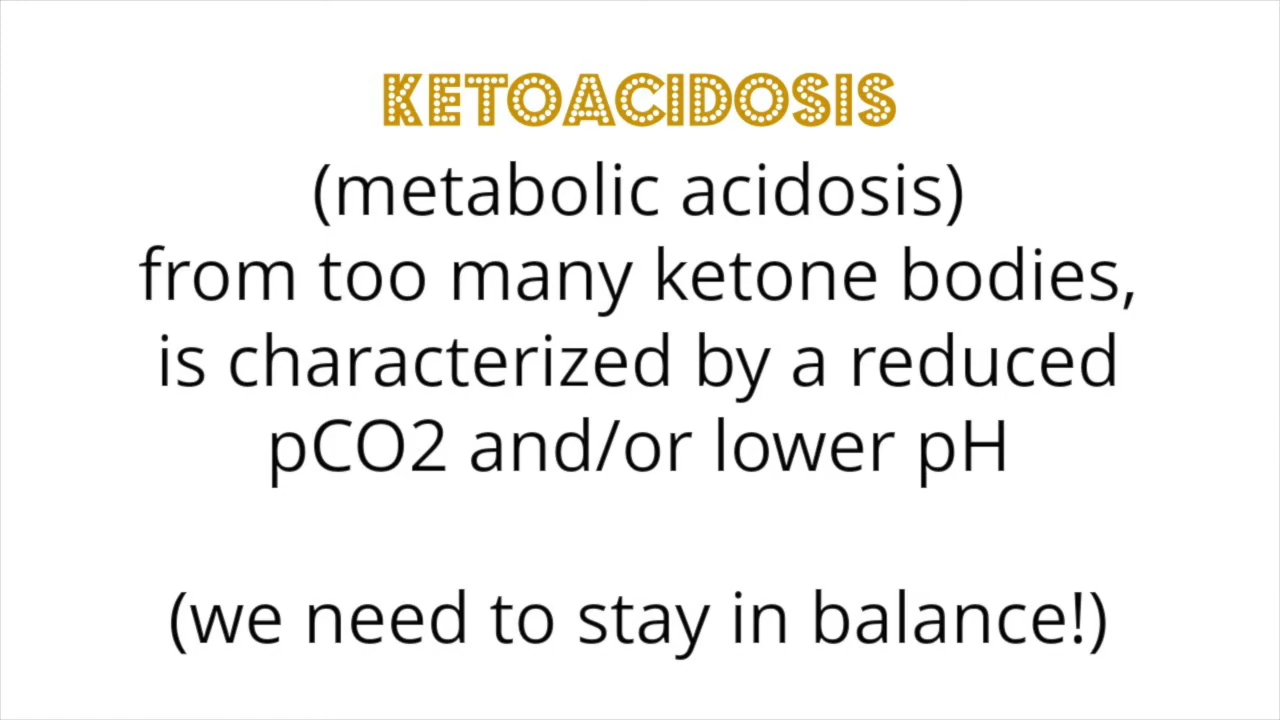 KETOACIDOSIS
(metabolic acidosis)
from too many ketone bodies,
is characterized by a reduced
pCO2 and/or lower pH
(we need to stay in balance!)